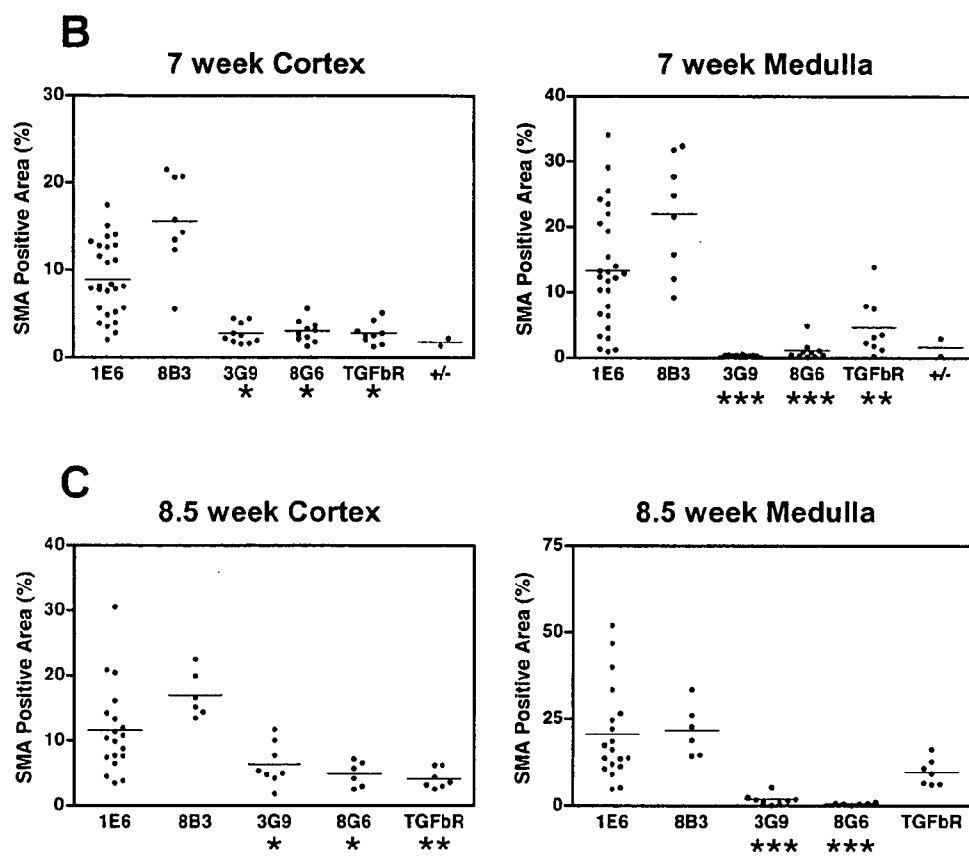 B
7 week Cortex
SMA Positive Area (%)
30
20
10
0
1E6 8B3 3G9 8G6 TGFbR +/-
* * *
7 week Medulla
SMA Positive Area (%)
40
30
20
10
0
1E6 8B3 3G9 8G6 TGFbR +/-
*** *** **
C
8.5 week Cortex
SMA Positive Area (%)
40
30
20
10
0
1E6 8B3 3G9 8G6 TGFbR
* * **
8.5 week Medulla
SMA Positive Area (%)
75
50
25
0
1E6 8B3 3G9 8G6 TGFbR
*** ***